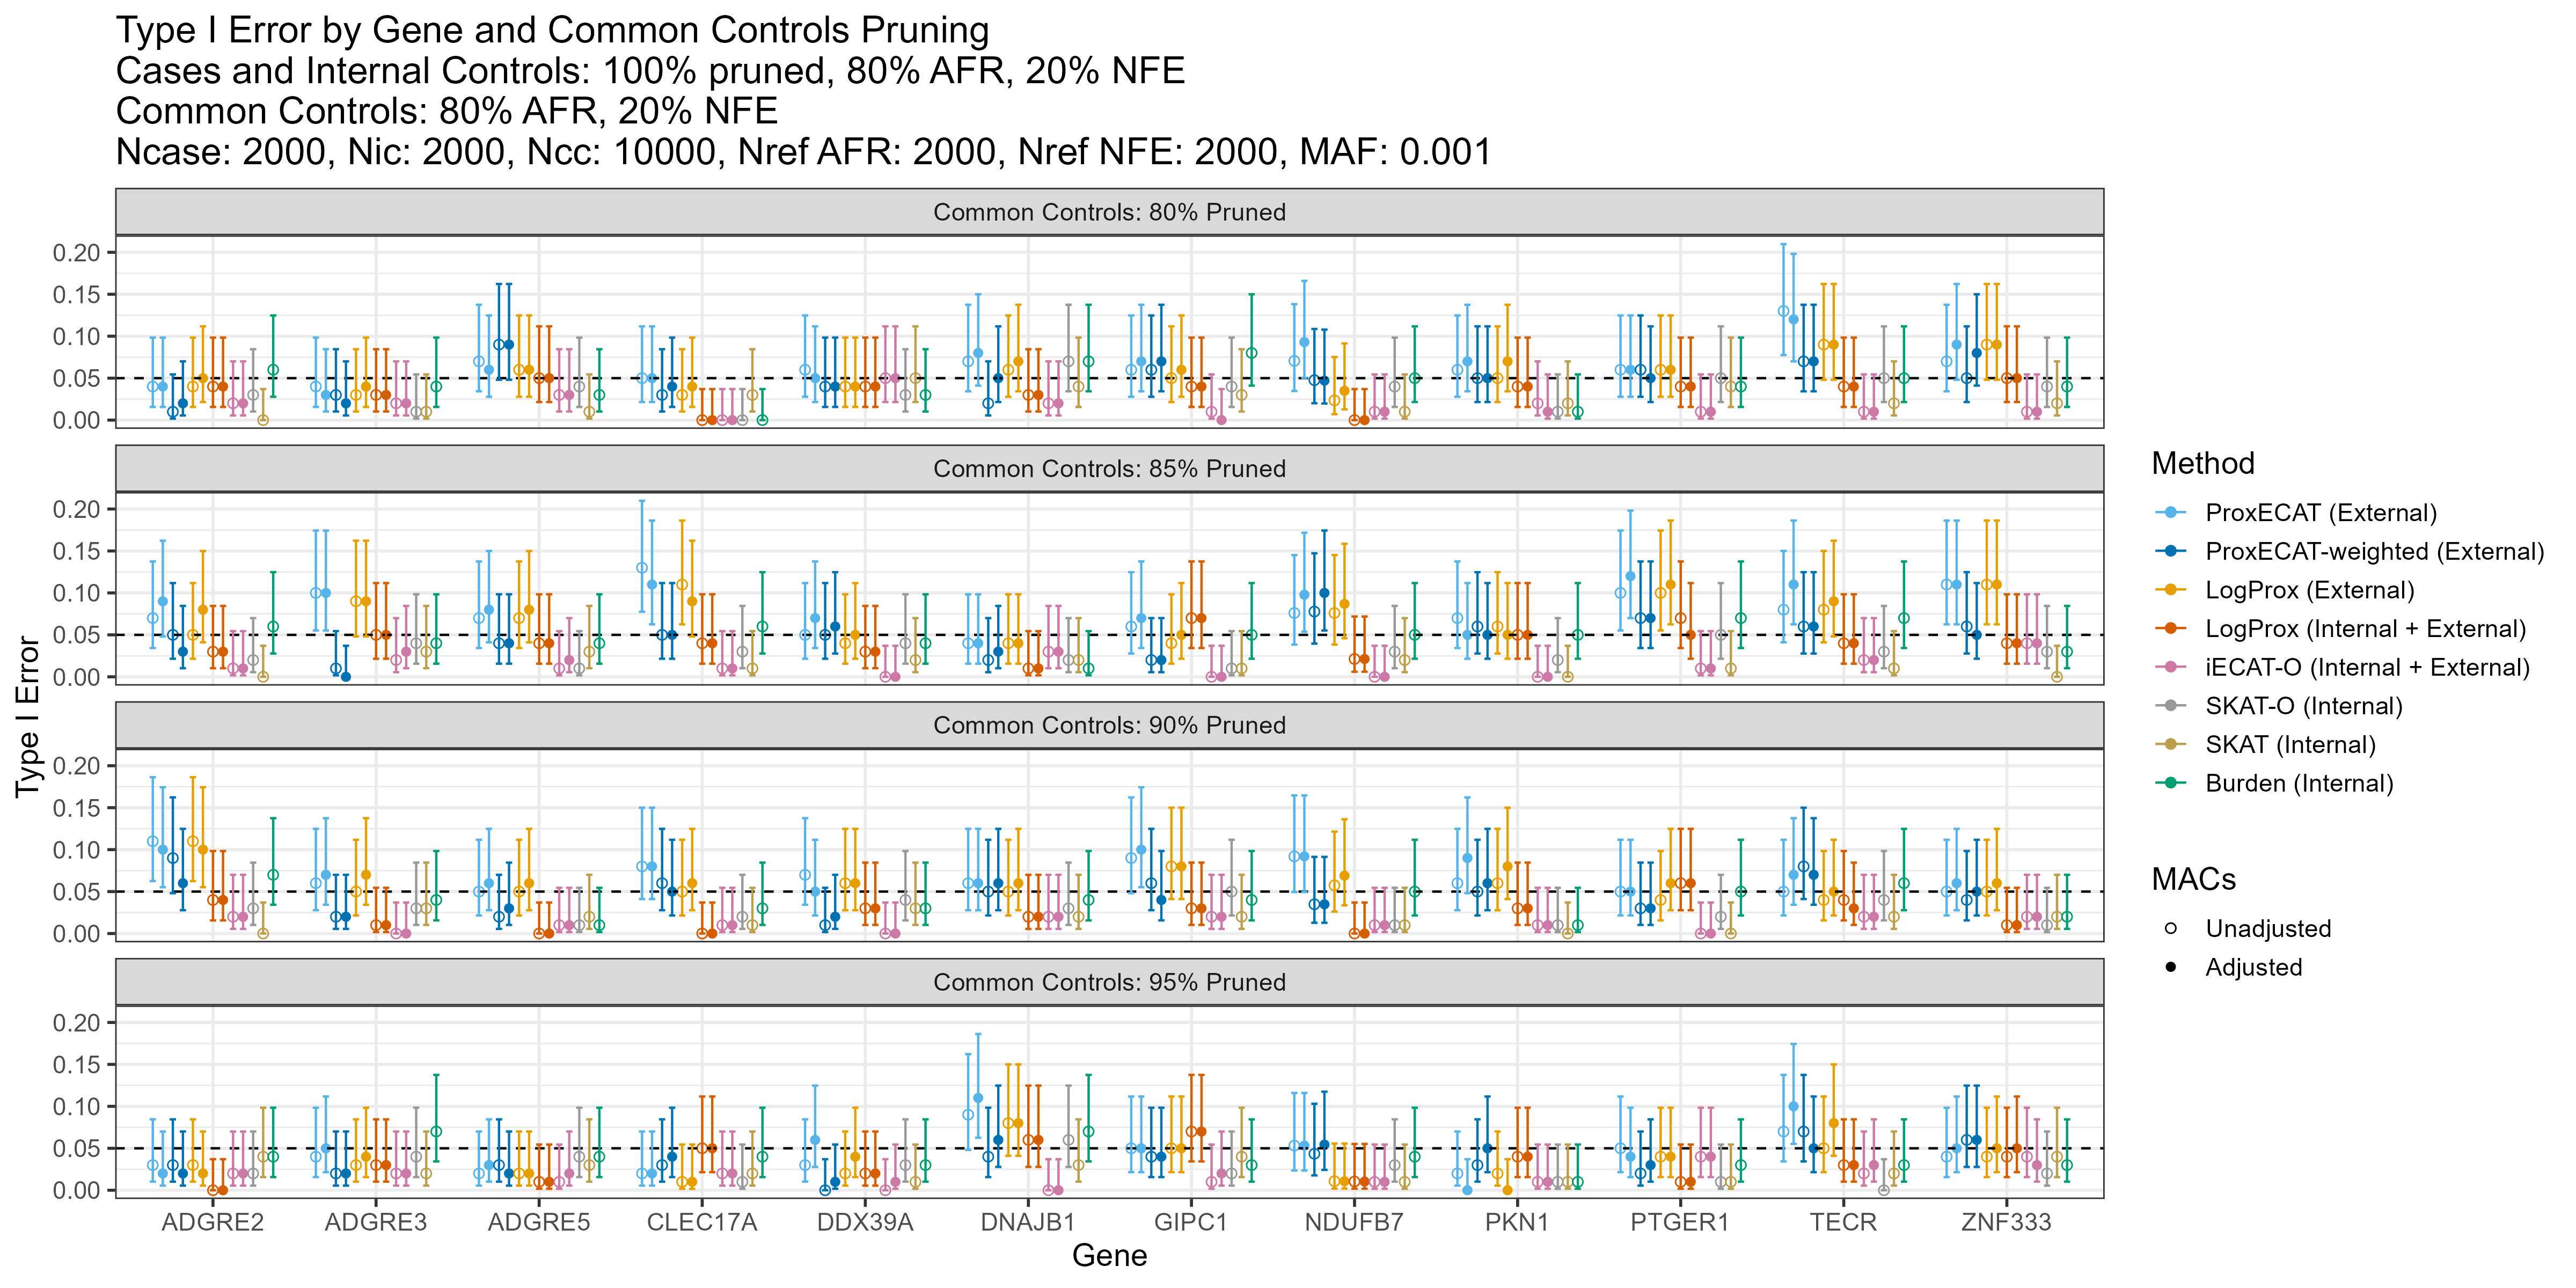 Type I Error by Gene and Common Controls Pruning
Cases and Internal Controls: 100% pruned, 80% AFR, 20% NFE
Common Controls: 80% AFR, 20% NFE
Ncase: 2000, Nic: 2000, Ncc: 10000, Nref AFR: 2000, Nref NFE: 2000, MAF: 0.001
Common Controls: 80% Pruned
0.20
0.15
0.10
0.05
0.00
Common Controls: 85% Pruned
0.20
0.15
0.10
0.05
0.00
Common Controls: 90% Pruned
0.20
0.15
0.10
0.05
0.00
Common Controls: 95% Pruned
0.20
0.15
0.10
0.05
0.00
Type I Error
ADGRE2 ADGRE3 ADGRE5 CLEC17A DDX39A DNAJB1 GIPC1 NDUFB7 PKN1 PTGER1 TECR ZNF333
Gene
Method
ProxECAT (External)
ProxECAT-weighted (External)
LogProx (External)
LogProx (Internal + External)
iECAT-O (Internal + External)
SKAT-O (Internal)
SKAT (Internal)
Burden (Internal)
MACs
Unadjusted
Adjusted